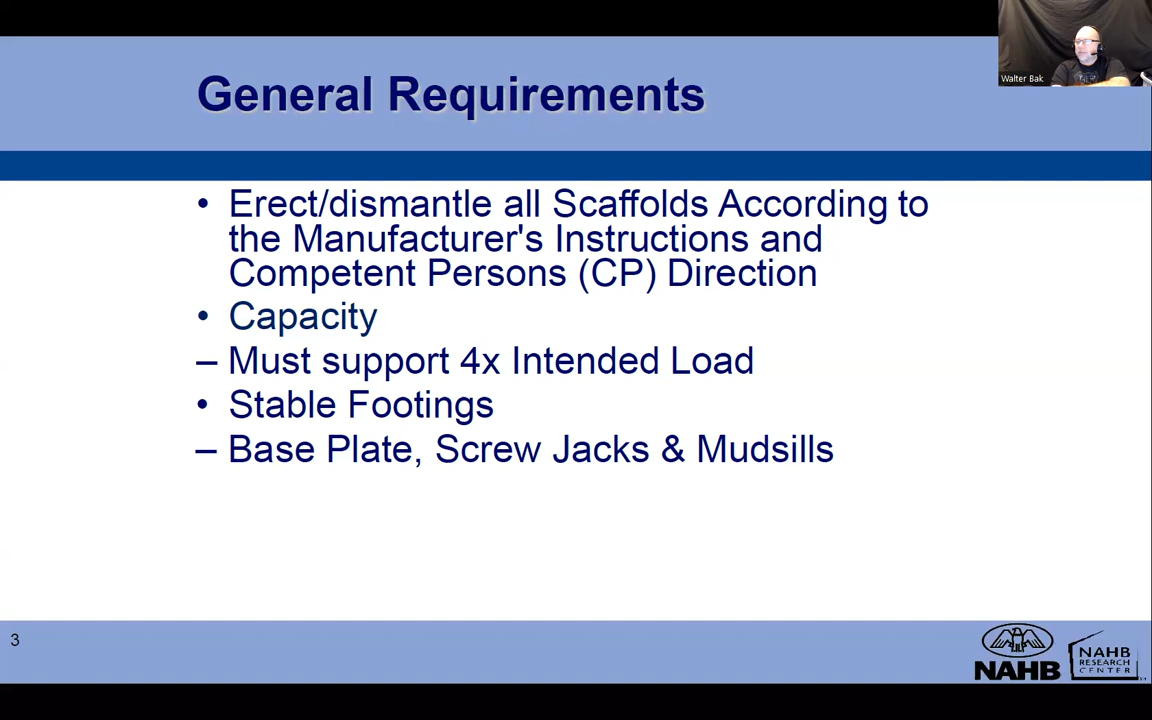 Walter Bak
General Requirements
• Erect/dismantle all Scaffolds According to
the Manufacturer's Instructions and
Competent Persons (CP) Direction
• Capacity
– Must support 4x Intended Load
• Stable Footings
– Base Plate, Screw Jacks & Mudsills
3
NAHB
NAHB
RESEARCH
CENTER